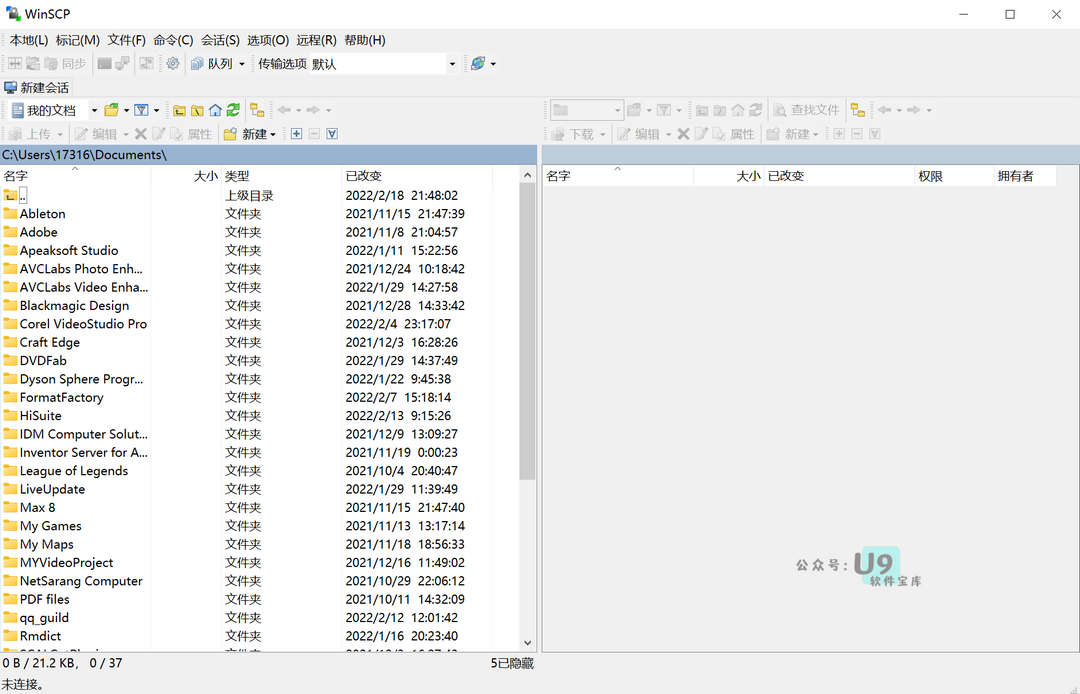 WinSCP
本地(L) 标记(M) 文件(F) 命令(C) 会话(S) 选项(O) 远程(R) 帮助(H)
同步 队列 传输选项 默认
新建会话
我的文档 查找文件
上传 编辑 属性 新建 下载 编辑 属性 新建
C:\Users\17316\Documents\
名字 大小 类型 已改变 名字 大小 已改变 权限 拥有者
.. 上级目录 2022/2/18 21:48:02
Ableton 文件夹 2021/11/15 21:47:39
Adobe 文件夹 2021/11/8 21:04:57
Apeaksoft Studio 文件夹 2022/1/11 15:22:56
AVCLabs Photo Enh... 文件夹 2021/12/24 10:18:42
AVCLabs Video Enha... 文件夹 2022/1/29 14:27:58
Blackmagic Design 文件夹 2021/12/28 14:33:42
Corel VideoStudio Pro 文件夹 2022/2/4 23:17:07
Craft Edge 文件夹 2021/12/3 16:28:26
DVDFab 文件夹 2022/1/29 14:37:49
Dyson Sphere Progr... 文件夹 2022/1/22 9:45:38
FormatFactory 文件夹 2022/2/7 15:18:14
HiSuite 文件夹 2022/2/13 9:15:26
IDM Computer Solut... 文件夹 2021/12/9 13:09:27
Inventor Server for A... 文件夹 2021/11/19 0:00:23
League of Legends 文件夹 2021/10/4 20:40:47
LiveUpdate 文件夹 2022/1/29 11:39:49
Max 8 文件夹 2021/11/15 21:47:40
My Games 文件夹 2021/11/13 13:17:14
My Maps 文件夹 2021/11/18 18:56:33
MYVideoProject 文件夹 2021/12/16 11:49:02
NetSarang Computer 文件夹 2021/10/29 22:06:12
PDF files 文件夹 2021/10/11 14:32:09
qq_guild 文件夹 2022/2/12 12:01:42
Rmdict 文件夹 2022/1/16 20:23:40
公众号: U9
软件宝库
0 B / 21.2 KB, 0 / 37 5已隐藏
未连接。